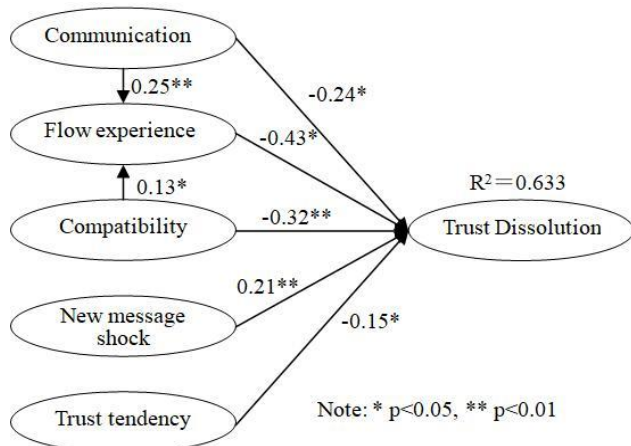 Communication
0.25**
-0.24*
Flow experience
-0.43*
0.13*
R²=0.633
Compatibility
-0.32**
Trust Dissolution
0.21**
New message
shock
-0.15*
Trust tendency
Note: * p<0.05, ** p<0.01